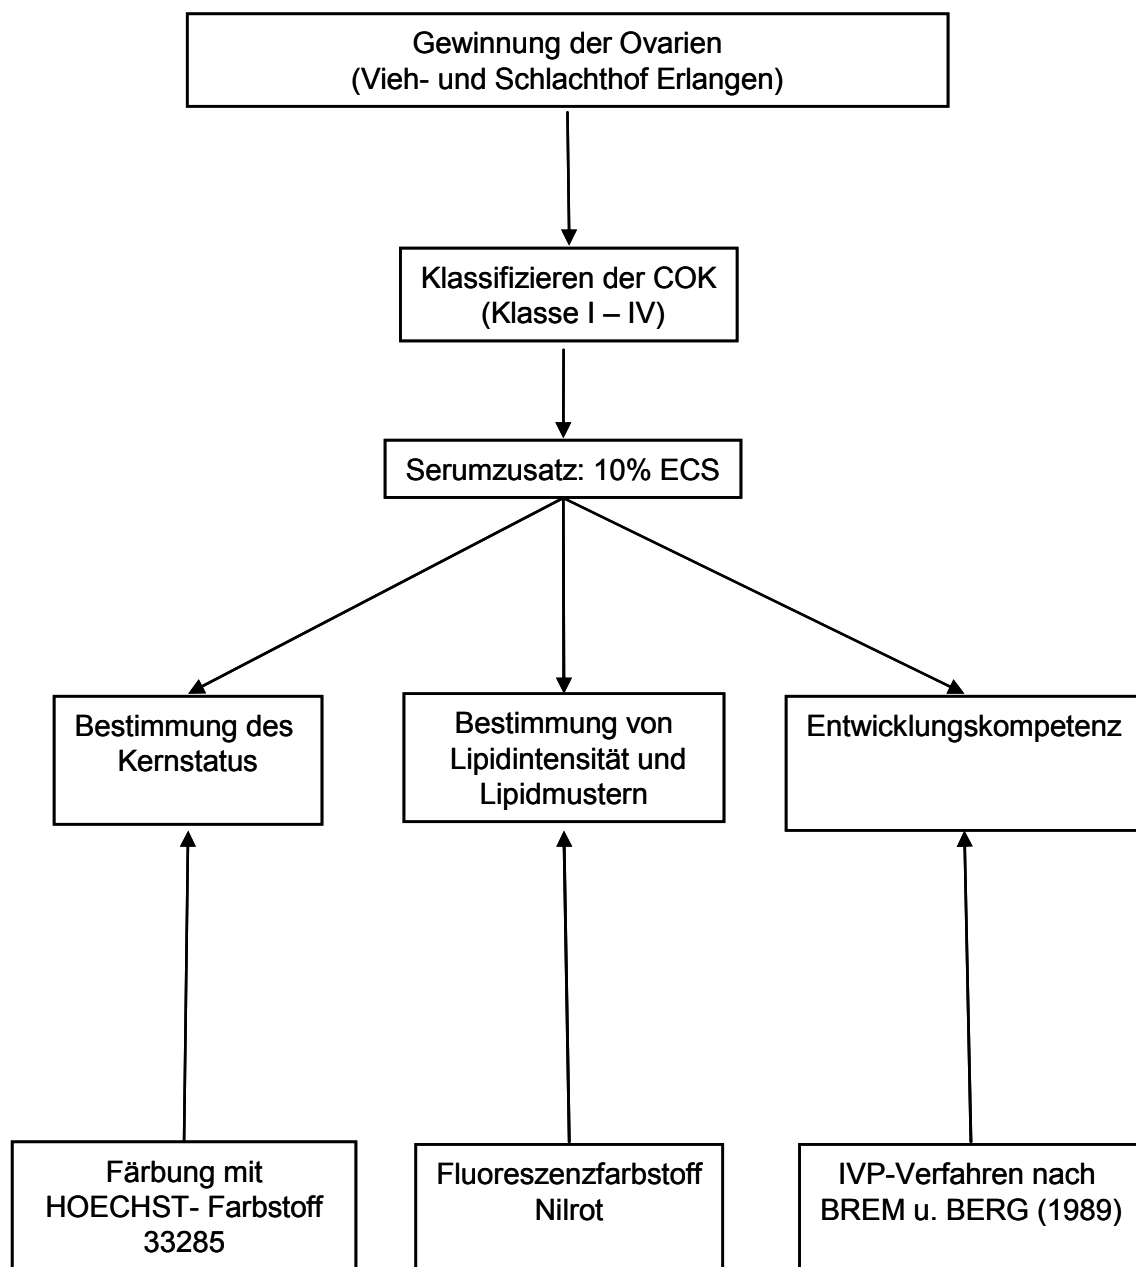 Gewinnung der Ovarien
(Vieh- und Schlachthof Erlangen)
Klassifizieren der COK
(Klasse I – IV)
Serumzusatz: 10% ECS
Bestimmung des
Kernstatus
Bestimmung von
Lipidintensität und
Lipidmustern
Entwicklungskompetenz
Färbung mit
HOECHST- Farbstoff
33285
Fluoreszenzfarbstoff
Nilrot
IVP-Verfahren nach
BREM u. BERG (1989)